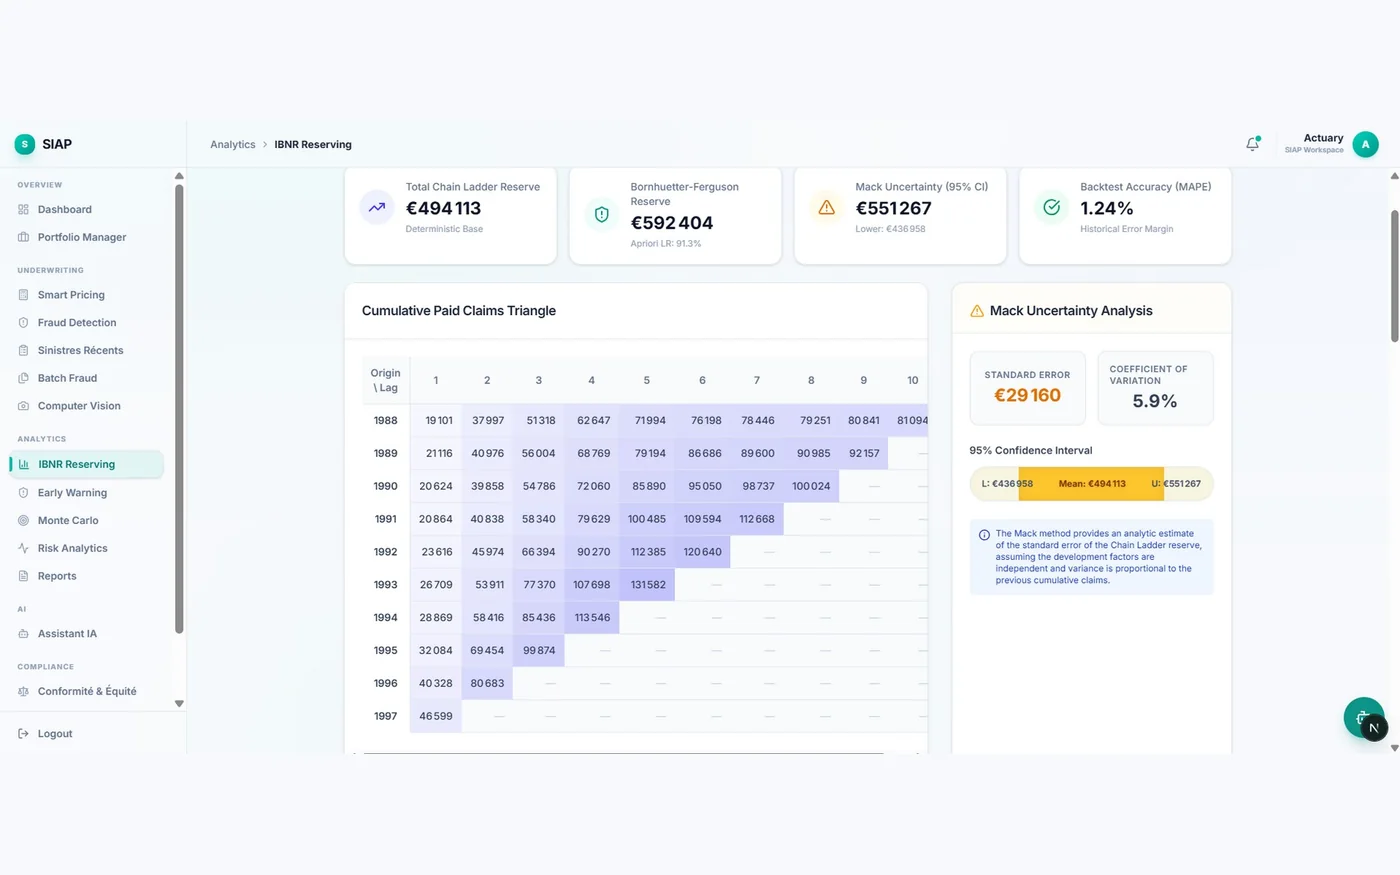 S SIAP
Analytics > IBNR Reserving
Actuary
SIAP Workspace
A
OVERVIEW
Dashboard
Portfolio Manager
UNDERWRITING
Smart Pricing
Fraud Detection
Sinistres Récents
Batch Fraud
Computer Vision
ANALYTICS
IBNR Reserving
Early Warning
Monte Carlo
Risk Analytics
Reports
AI
Assistant IA
COMPLIANCE
Conformité & Équité
Logout
Total Chain Ladder Reserve
€494 113
Deterministic Base
Bornhuetter-Ferguson
Reserve
€592 404
Apriori LR: 91.3%
Mack Uncertainty (95% CI)
€551 267
Lower: €436 958
Backtest Accuracy (MAPE)
1.24%
Historical Error Margin
Cumulative Paid Claims Triangle
Origin
\ Lag
1 2 3 4 5 6 7 8 9 10
1988 19 101 37 997 51 318 62 647 71 994 76 198 78 446 79 251 80 841 81 094
1989 21 116 40 976 56 004 68 769 79 194 86 686 89 600 90 985 92 157 —
1990 20 624 39 858 54 786 72 060 85 890 95 050 98 737 100 024 — —
1991 20 864 40 838 58 340 79 629 100 485 109 594 112 668 — — —
1992 23 616 45 974 66 394 90 270 112 385 120 640 — — — —
1993 26 709 53 911 77 370 107 698 131 582 — — — — —
1994 28 869 58 416 85 436 113 546 — — — — — —
1995 32 084 69 454 99 874 — — — — — — —
1996 40 328 80 683 — — — — — — — —
1997 46 599 — — — — — — — — —
Mack Uncertainty Analysis
STANDARD ERROR
€29 160
COEFFICIENT OF
VARIATION
5.9%
95% Confidence Interval
L: €436 958 Mean: €494 113 U: €551 267
The Mack method provides an analytic estimate
of the standard error of the Chain Ladder reserve,
assuming the development factors are
independent and variance is proportional to the
previous cumulative claims.
N